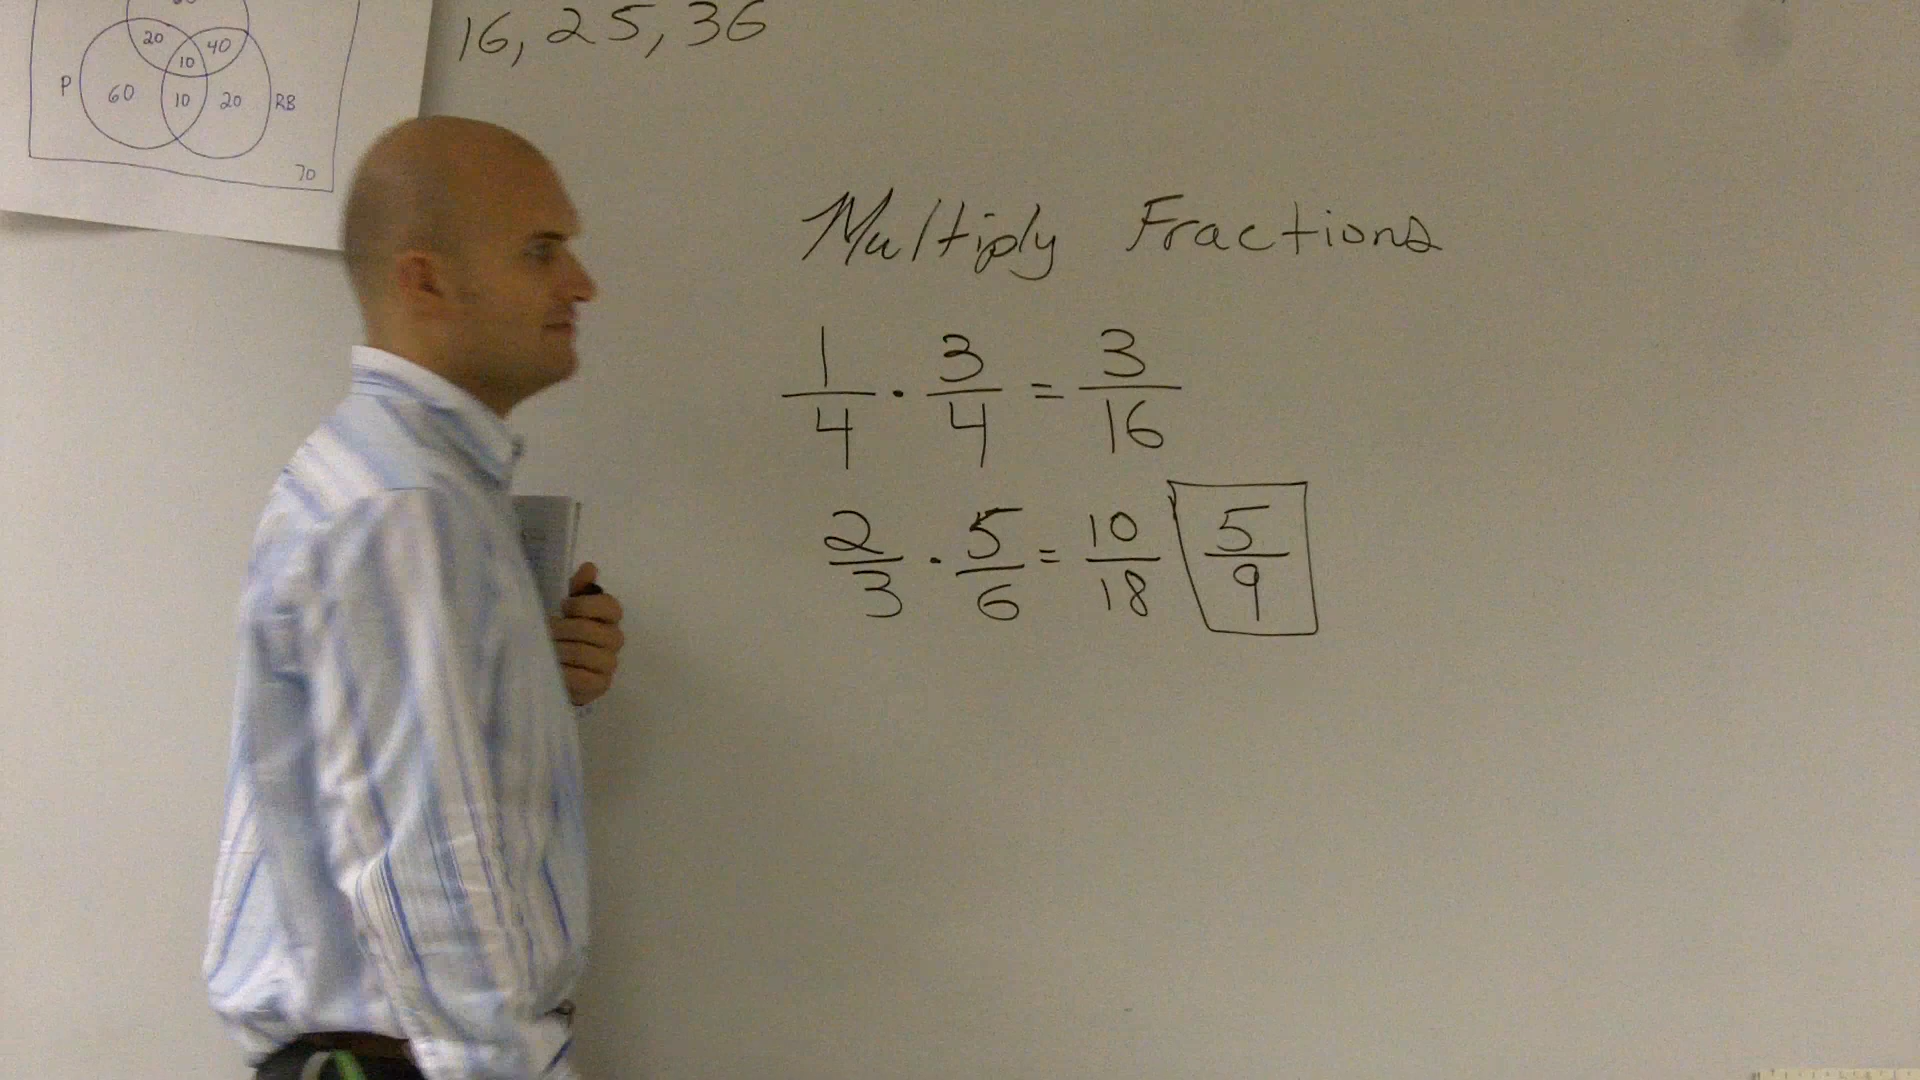 16, 25, 36
20 40
10
P 60 10 20 RB
70
Multiply Fractions
1/4 · 3/4 = 3/16
2/3 · 5/6 = 10/18 5/9